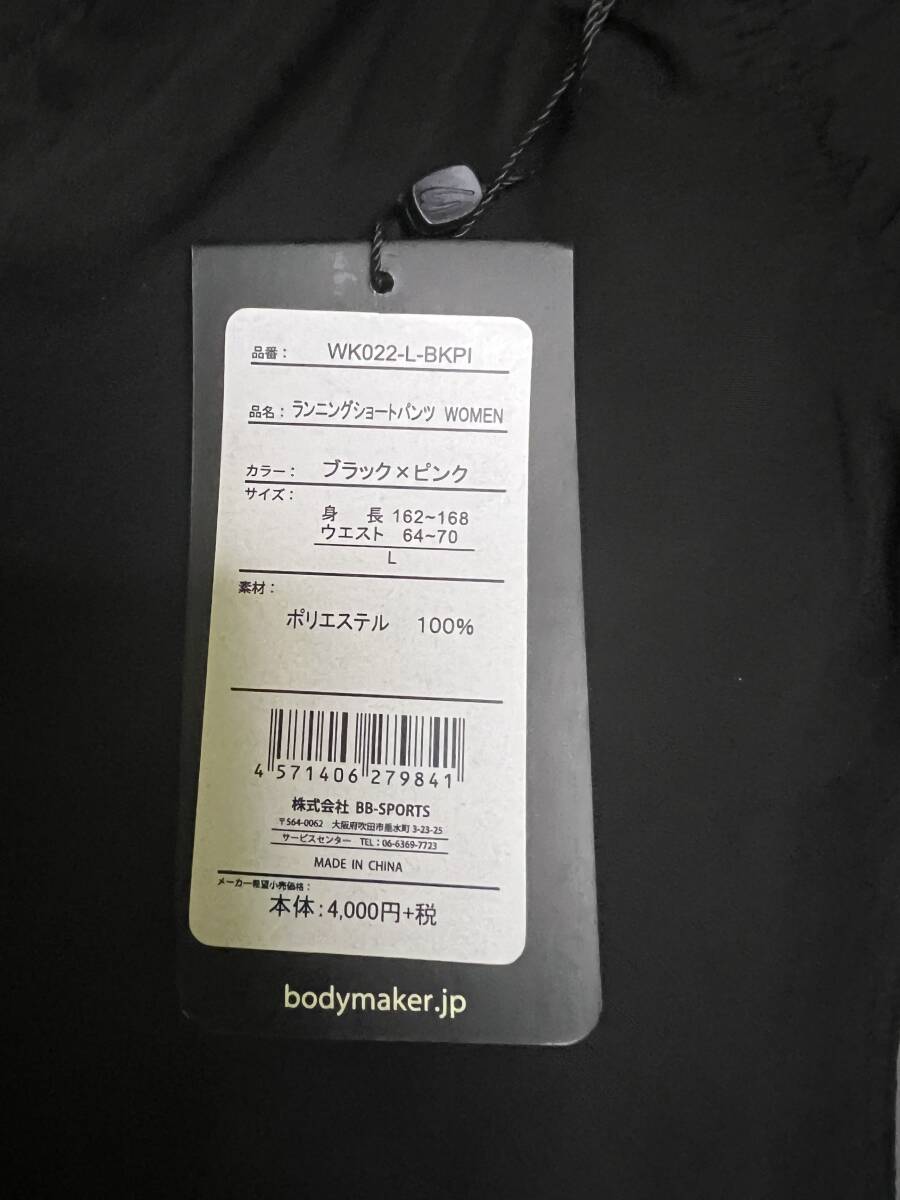 品番： WK022-L-BKPI
品名：ランニングショートパンツ WOMEN
カラー： ブラック×ピンク
サイズ：
身　長 162~168
ウエスト 64~70
L
素材：
ポリエステル 100%
4 571406 279841
株式会社 BB-SPORTS
〒564-0062 大阪府吹田市垂水町 3-23-25
サービスセンター TEL：06-6369-7723
MADE IN CHINA
メーカー希望小売価格：
本体：4,000円+税
bodymaker.jp